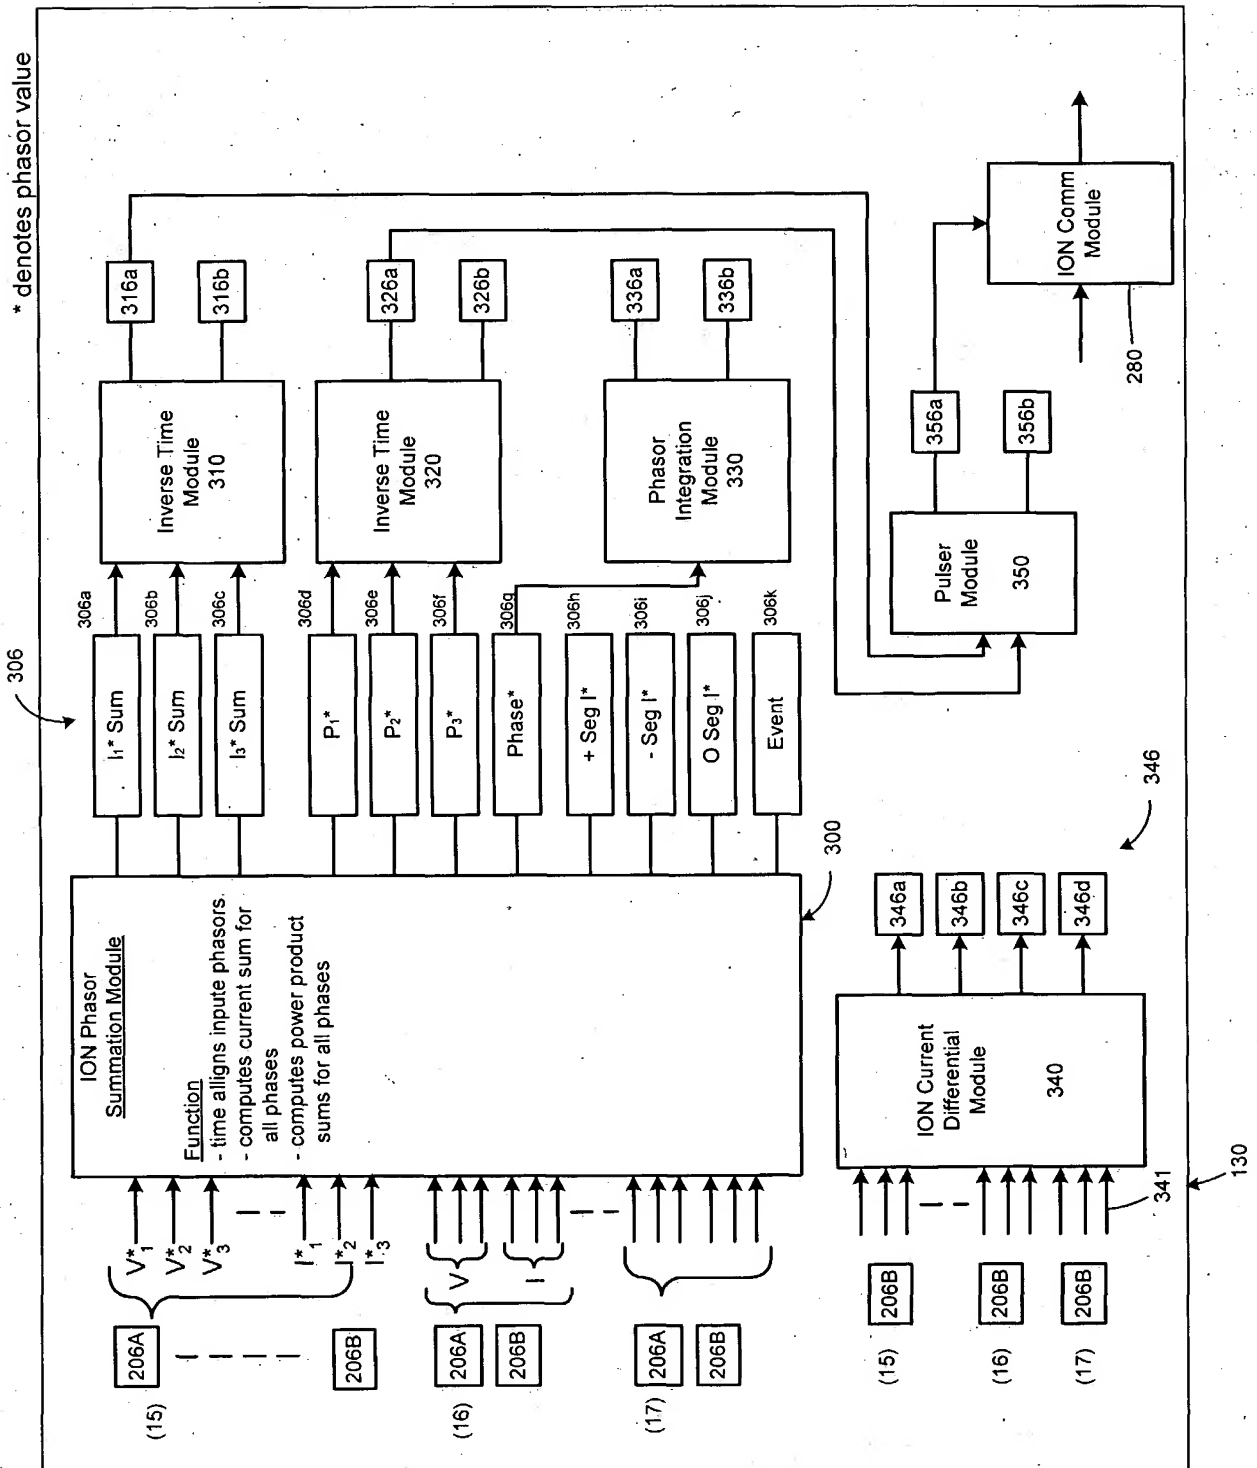 * denotes phasor value
306
ION Phasor
Summation Module
Function
- time alligns inpute phasors.
- computes current sum for
all phases
- computes power product
sums for all phases
300
(15)
206A
206B
V*1
V*2
V*3
I*1
I*2
I*3
(16)
206A
206B
V
I
(17)
206A
206B
I1* Sum
306a
I2* Sum
306b
I3* Sum
306c
P1*
306d
P2*
306e
P3*
306f
Phase*
306g
+ Seg I*
306h
- Seg I*
306i
O Seg I*
306j
Event
306k
Inverse Time
Module
310
316a
316b
Inverse Time
Module
320
326a
326b
Phasor
Integration
Module
330
336a
336b
(15)
206B
(16)
206B
(17)
206B
341
130
ION Current
Differential
Module
340
346a
346b
346c
346d
346
Pulser
Module
350
356a
356b
ION Comm
Module
280